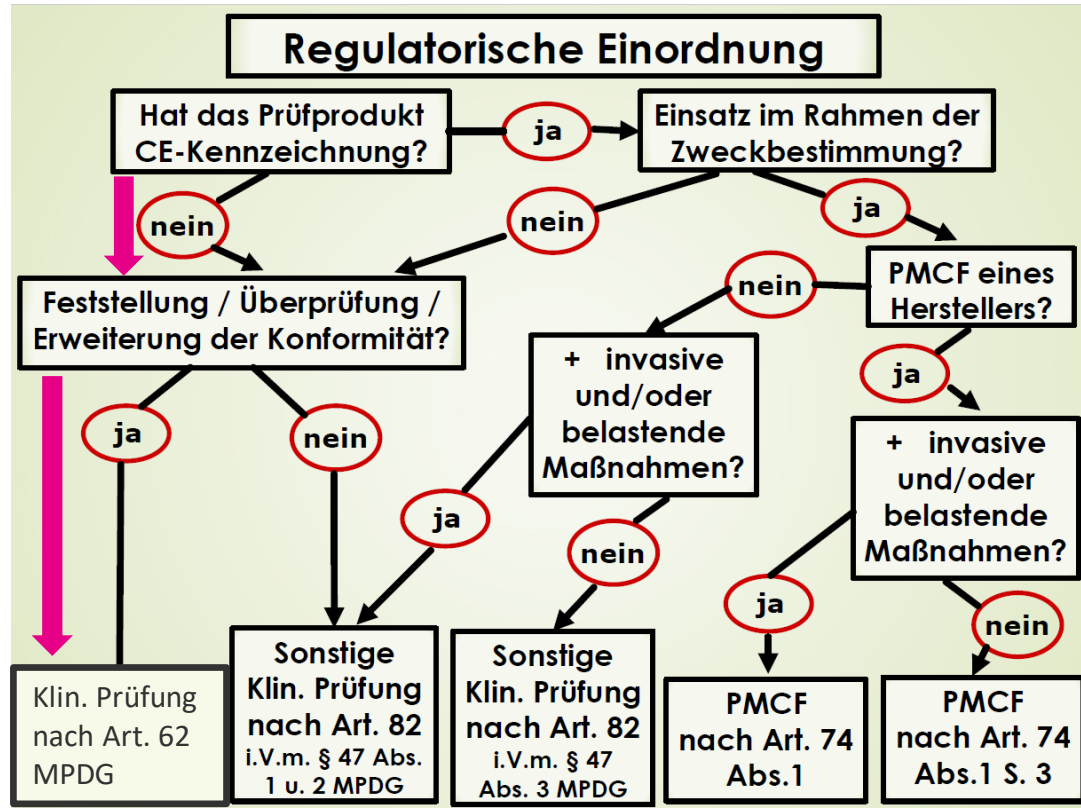 Regulatorische Einordnung
Hat das Prüfprodukt
CE-Kennzeichnung?
ja
Einsatz im Rahmen der
Zweckbestimmung?
nein
nein
ja
Feststellung / Überprüfung /
Erweiterung der Konformität?
nein
PMCF eines
Herstellers?
+ invasive
und/oder
belastende
Maßnahmen?
ja
ja
nein
+ invasive
und/oder
belastende
Maßnahmen?
ja
nein
ja
nein
Klin. Prüfung
nach Art. 62
MPDG
Sonstige
Klin. Prüfung
nach Art. 82
i.V.m. § 47 Abs.
1 u. 2 MPDG
Sonstige
Klin. Prüfung
nach Art. 82
i.V.m. § 47
Abs. 3 MPDG
PMCF
nach Art. 74
Abs.1
PMCF
nach Art. 74
Abs.1 S. 3